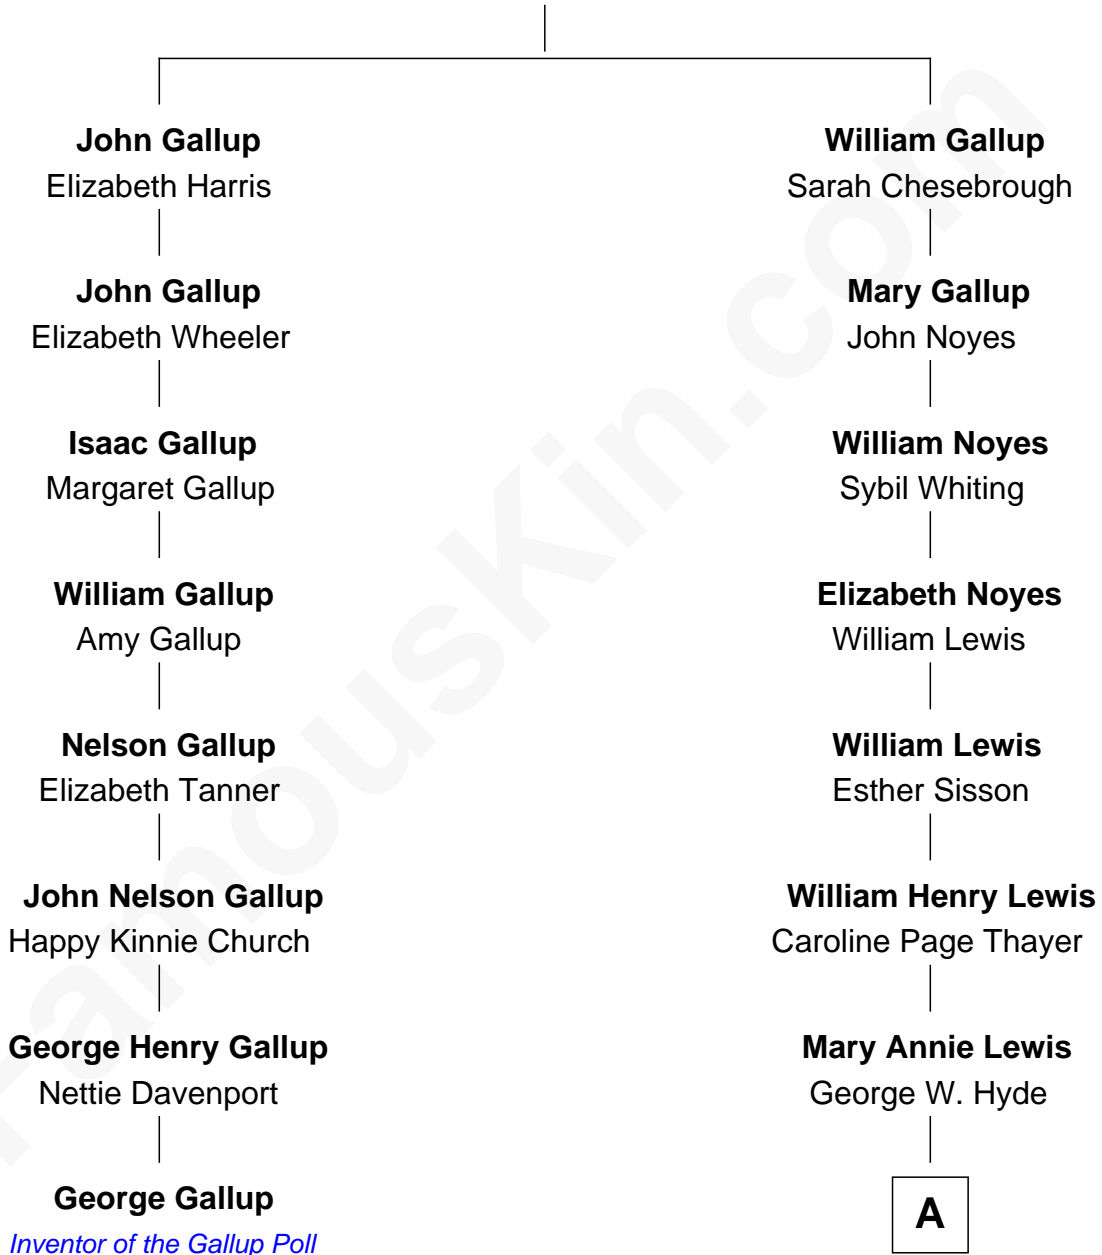 John Gallup
Elizabeth Harris
John Gallup
Elizabeth Wheeler
Isaac Gallup
Margaret Gallup
William Gallup
Amy Gallup
Nelson Gallup
Elizabeth Tanner
John Nelson Gallup
Happy Kinnie Church
George Henry Gallup
Nettie Davenport
George Gallup
Inventor of the Gallup Poll
William Gallup
Sarah Chesebrough
Mary Gallup
John Noyes
William Noyes
Sybil Whiting
Elizabeth Noyes
William Lewis
William Lewis
Esther Sisson
William Henry Lewis
Caroline Page Thayer
Mary Annie Lewis
George W. Hyde
A
FamousKin.com